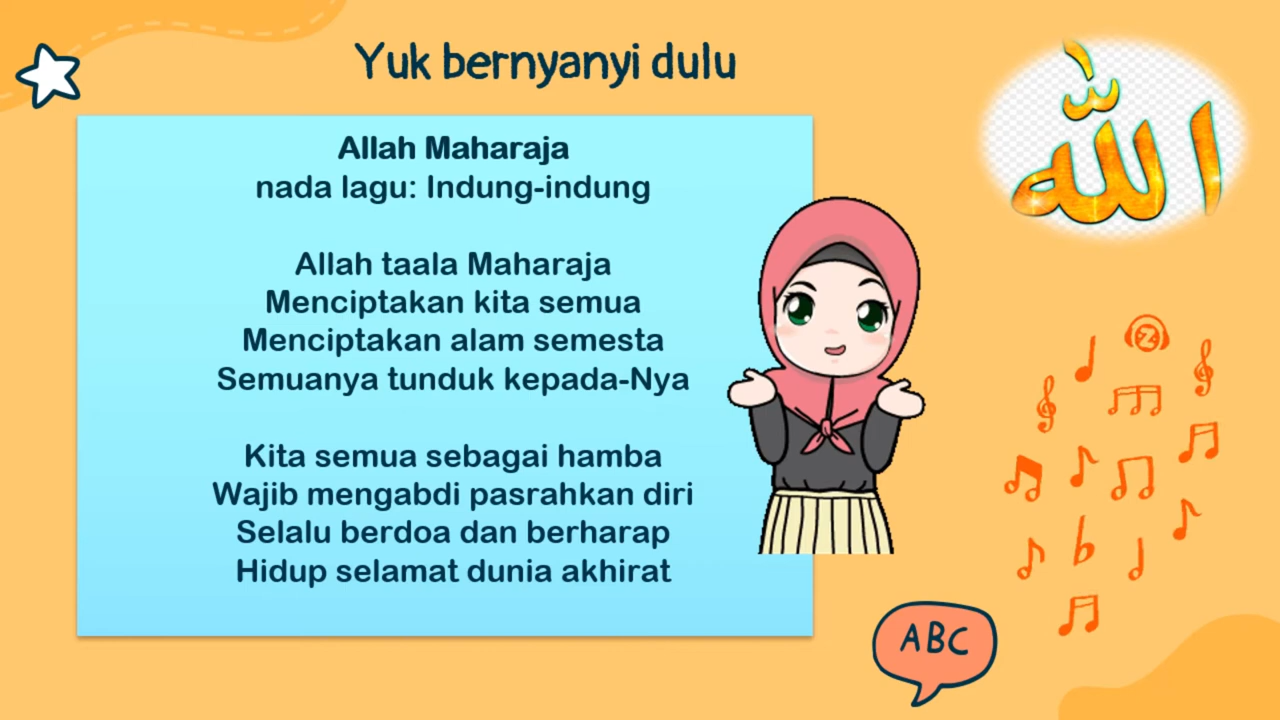 Yuk bernyanyi dulu
الله
Allah Maharaja
nada lagu: Indung-indung
Allah taala Maharaja
Menciptakan kita semua
Menciptakan alam semesta
Semuanya tunduk kepada-Nya
Kita semua sebagai hamba
Wajib mengabdi pasrahkan diri
Selalu berdoa dan berharap
Hidup selamat dunia akhirat
ABC